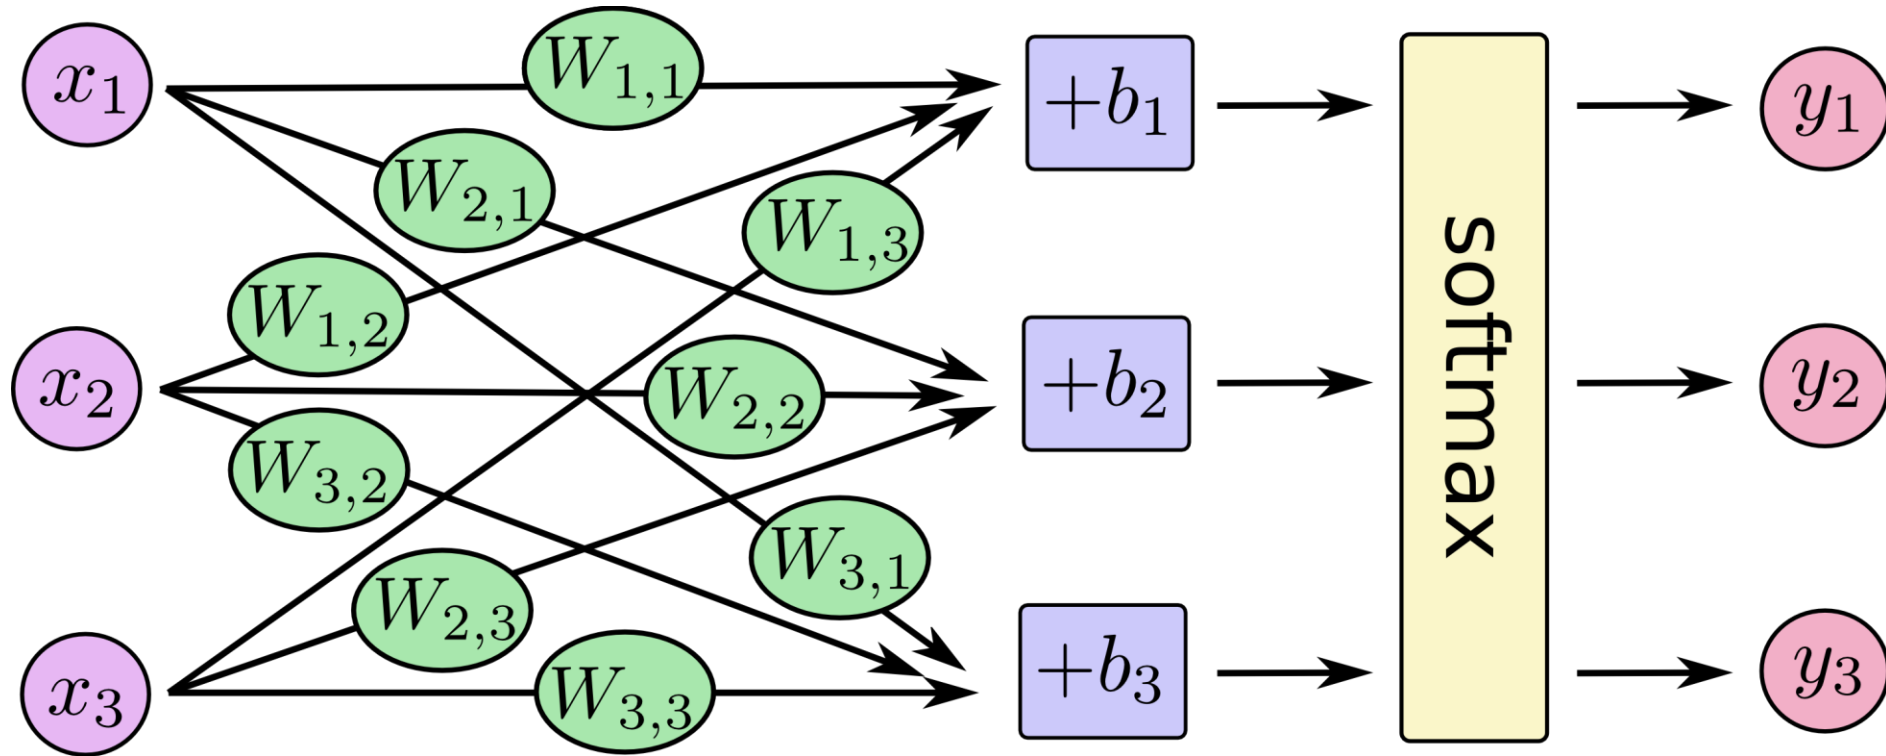 x1
W1,1
+b1
y1
W2,1
W1,3
W1,2
x2
W2,2
+b2
softmax
y2
W3,2
W3,1
W2,3
x3
W3,3
+b3
y3